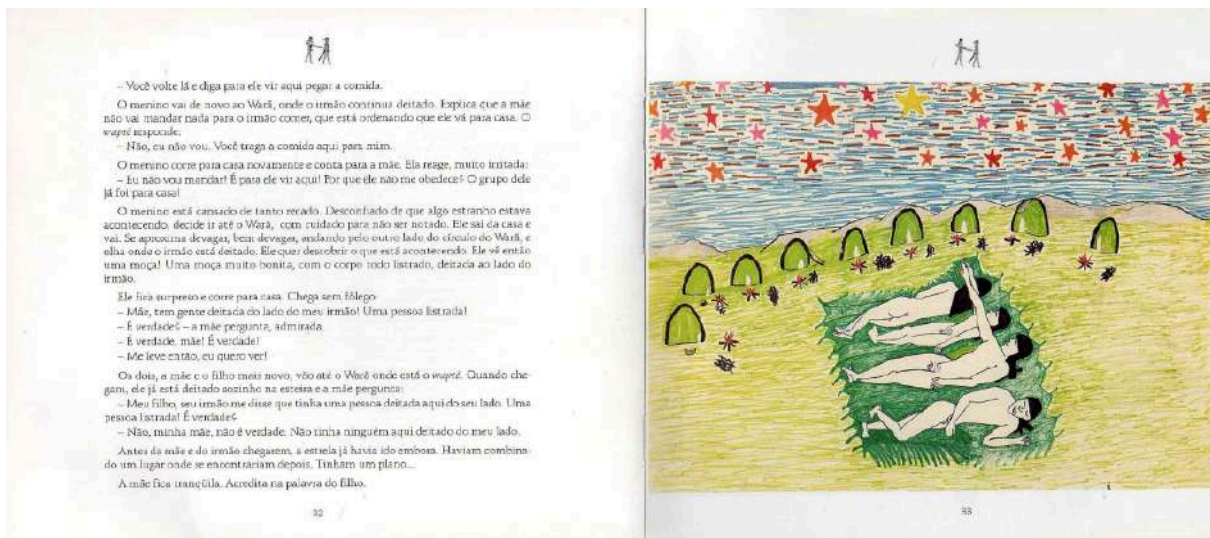 – Você volte lá e diga para ele vir aqui pegar a comida.
O menino vai de novo ao Warã, onde o irmão continua deitado. Explica que a mãe
não vai mandar nada para o irmão comer, que está ordenando que ele vá para casa. O
wapté responde:
– Não, eu não vou. Você traga a comida aqui para mim.
O menino corre para casa novamente e conta para a mãe. Ela reage, muito irritada:
– Eu não vou mandar! É para ele vir aqui! Por que ele não me obedece? O grupo dele
já foi para casa!
O menino está cansado de tanto recado. Desconfiado de que algo estranho estava
acontecendo, decide ir até o Warã, com cuidado para não ser notado. Ele sai da casa e
vai. Se aproxima devagar, bem devagar, andando pelo outro lado do círculo do Warã, e
olha onde o irmão está deitado. Ele quer descobrir o que está acontecendo. Ele vê então
uma moça! Uma moça muito bonita, com o corpo todo listrado, deitada ao lado do
irmão.
Ele fica surpreso e corre para casa. Chega sem fôlego:
– Mãe, tem gente deitada do lado do meu irmão! Uma pessoa listrada!
– É verdade? – a mãe pergunta, admirada.
– É verdade, mãe! É verdade!
– Me leve então, eu quero ver!
Os dois, a mãe e o filho mais novo, vão até o Warã onde está o wapté. Quando che-
gam, ele já está deitado sozinho na esteira e a mãe pergunta:
– Meu filho, seu irmão me disse que tinha uma pessoa deitada aqui do seu lado. Uma
pessoa listrada! É verdade?
– Não, minha mãe, não é verdade. Não tinha ninguém aqui deitado do meu lado.
Antes da mãe e do irmão chegarem, a estrela já havia ido embora. Haviam combina-
do um lugar onde se encontrariam depois. Tinham um plano...
A mãe fica tranqüila. Acredita na palavra do filho.
32
33